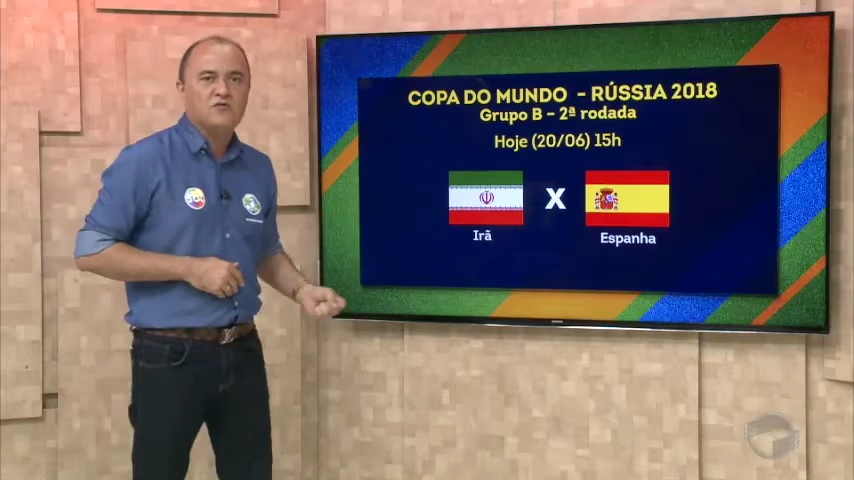 COPA DO MUNDO - RÚSSIA 2018
Grupo B - 2ª rodada
Hoje (20/06) 15h
X
Irã
Espanha